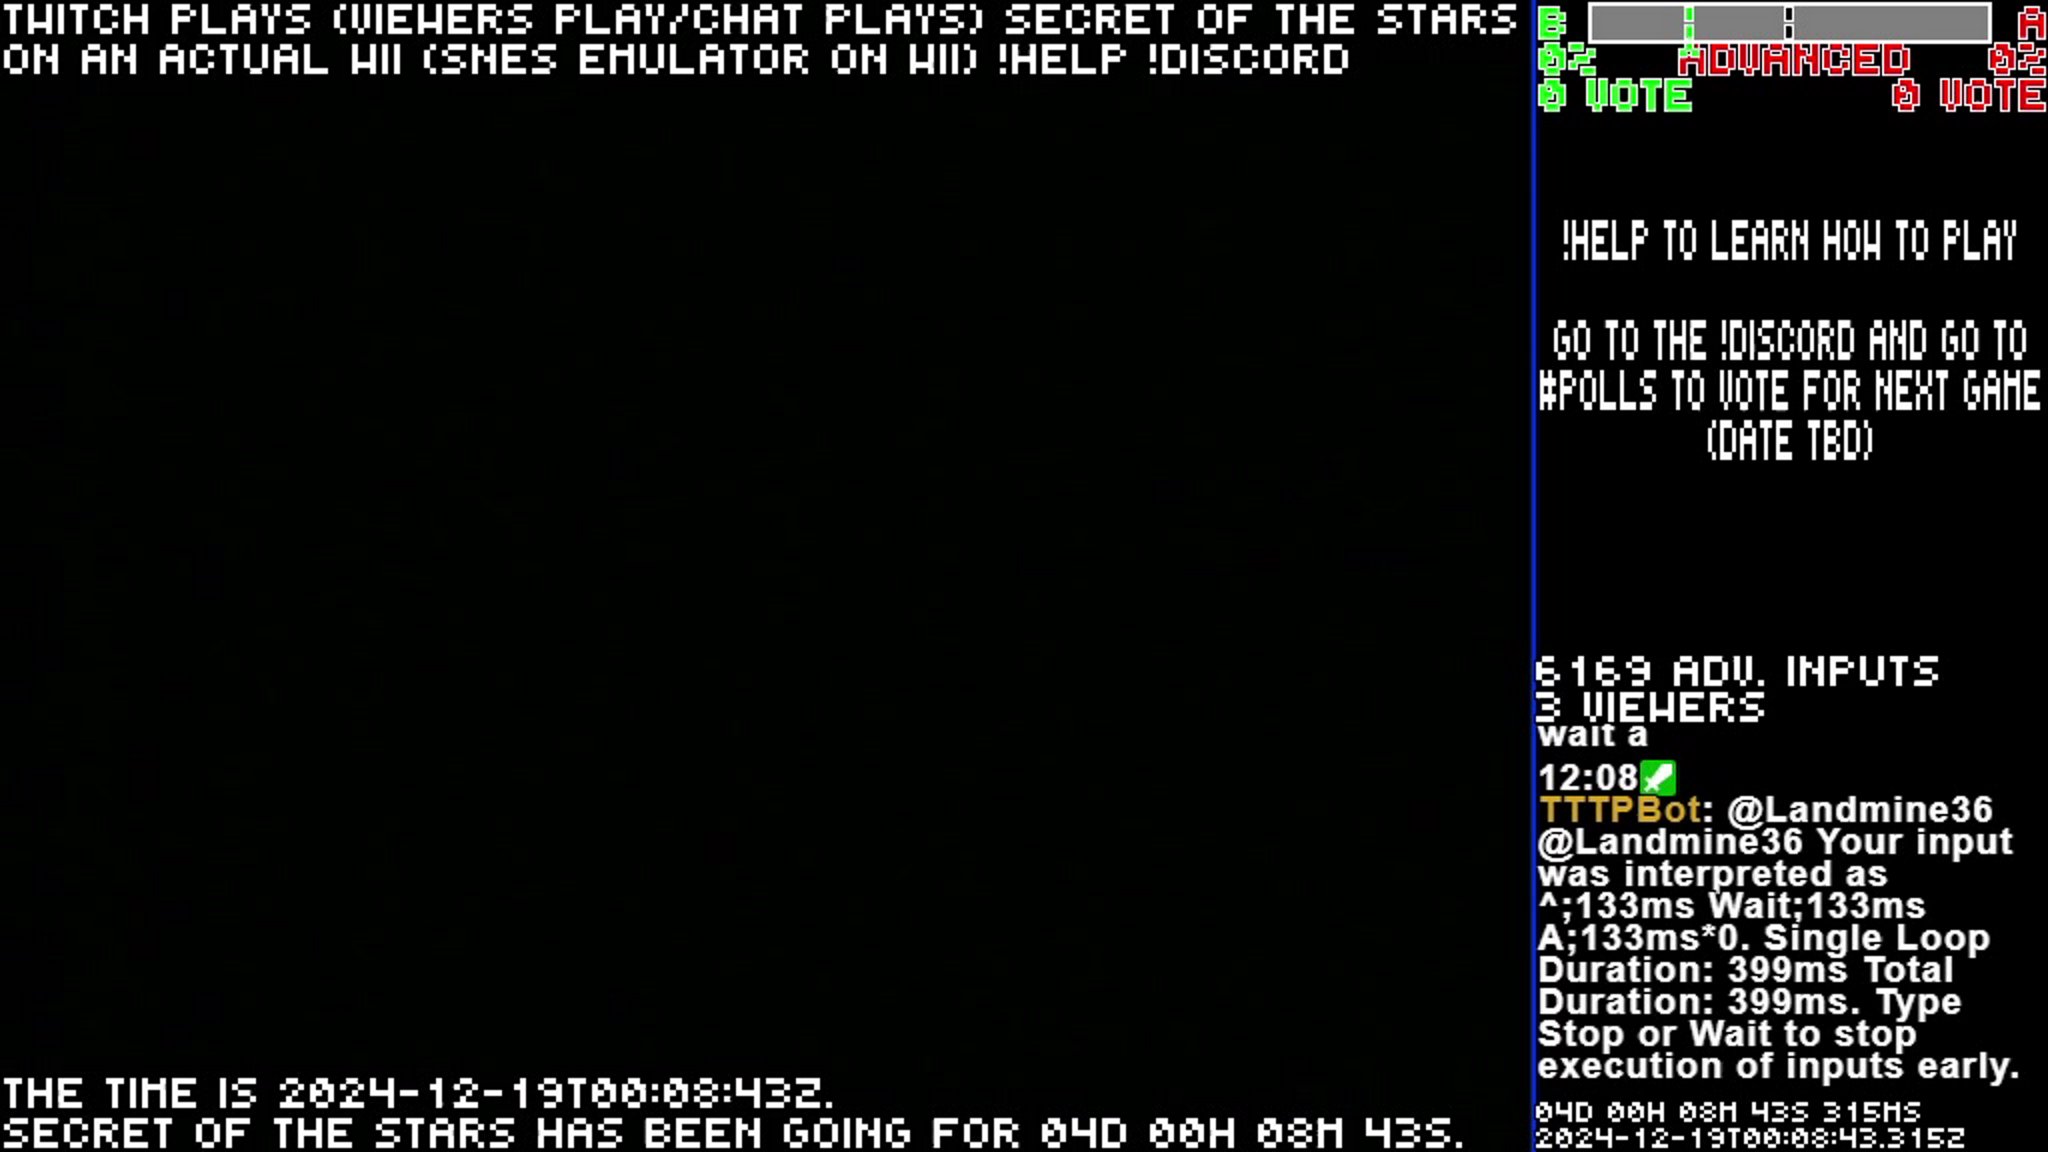 TWITCH PLAYS (VIEWERS PLAY/CHAT PLAYS) SECRET OF THE STARS
ON AN ACTUAL WII (SNES EMULATOR ON WII) !HELP !DISCORD
B A
0% ADVANCED 0%
0 VOTE 0 VOTE
!HELP TO LEARN HOW TO PLAY
GO TO THE !DISCORD AND GO TO
#POLLS TO VOTE FOR NEXT GAME
(DATE TBD)
6169 ADV. INPUTS
3 VIEWERS
wait a
12:08
TTTPBot: @Landmine36
@Landmine36 Your input
was interpreted as
^;133ms Wait;133ms
A;133ms*0. Single Loop
Duration: 399ms Total
Duration: 399ms. Type
Stop or Wait to stop
execution of inputs early.
THE TIME IS 2024-12-19T00:08:43Z.
SECRET OF THE STARS HAS BEEN GOING FOR 04D 00H 08M 43S.
04D 00H 08M 43S 315MS
2024-12-19T00:08:43.315Z